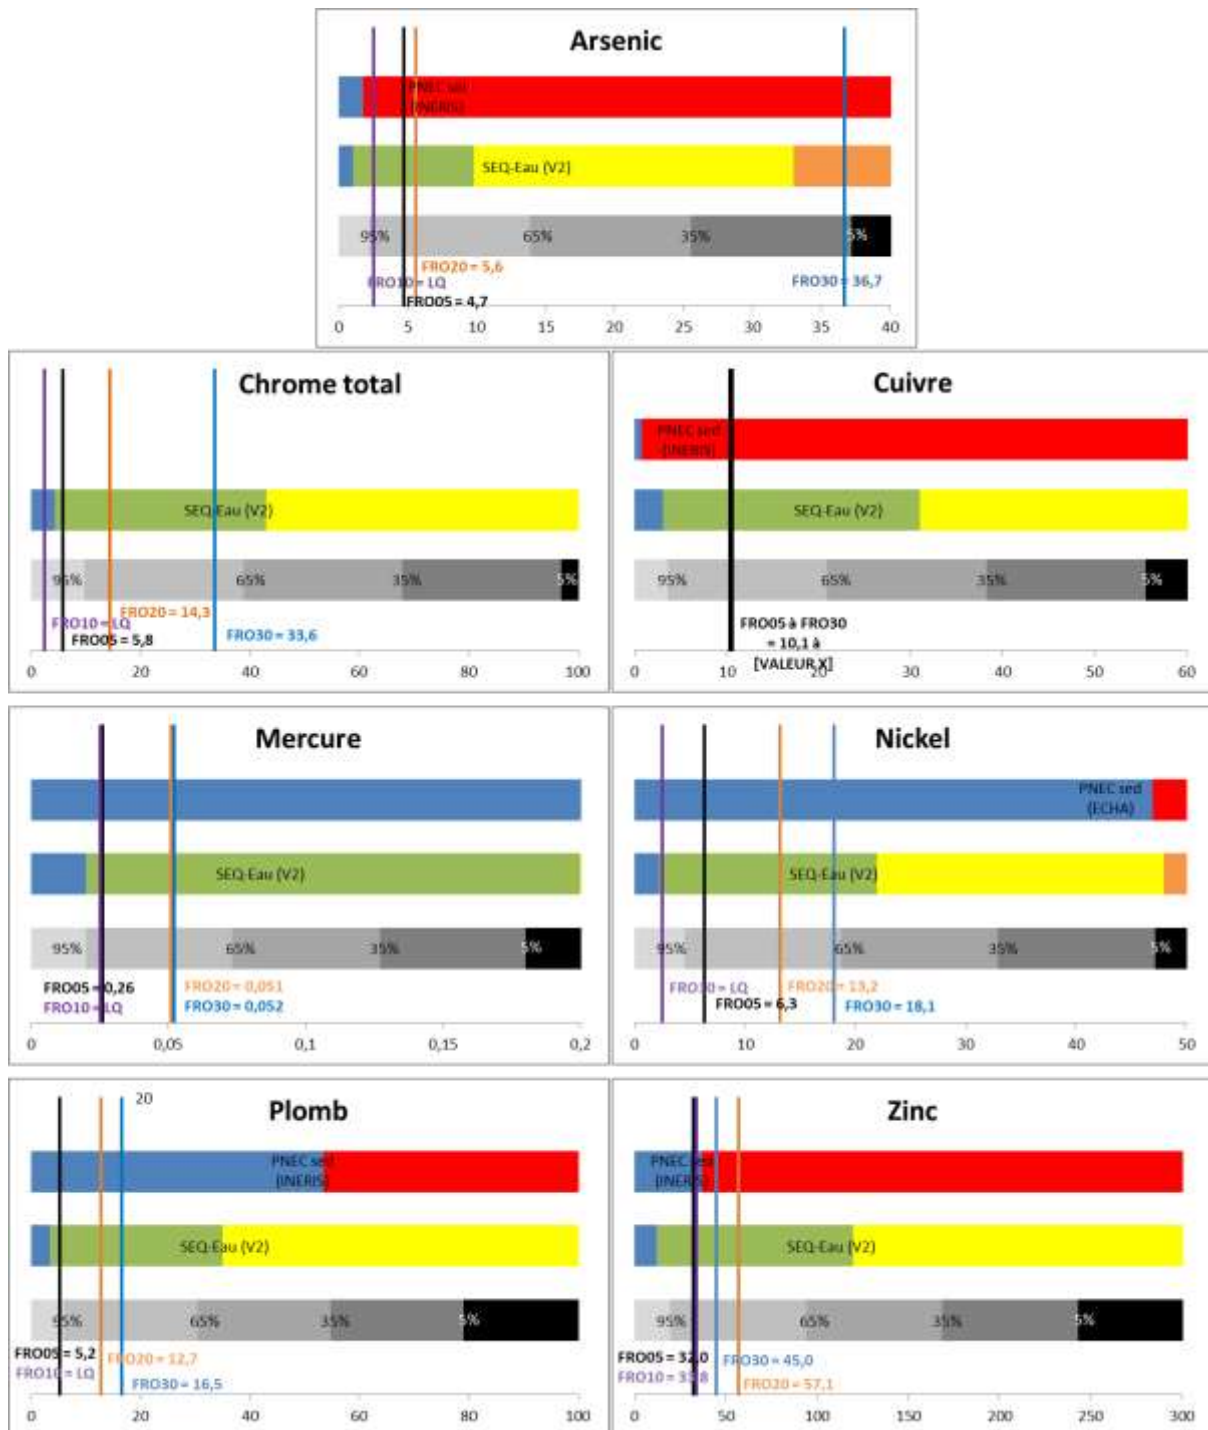 Arsenic
PNEC sed
(INERIS)
SEQ-Eau (V2)
95% 65% 35% 5%
FRO20 = 5,6
FRO10 = LQ FRO30 = 36,7
FRO05 = 4,7
0 5 10 15 20 25 30 35 40
Chrome total
SEQ-Eau (V2)
95% 65% 35% 5%
FRO20 = 14,3
FRO10 = LQ
FRO05 = 5,8 FRO30 = 33,6
0 20 40 60 80 100
Cuivre
PNEC sed
(INERIS)
SEQ-Eau (V2)
95% 65% 35% 5%
FRO05 à FRO30
= 10,1 à
[VALEUR X]
0 10 20 30 40 50 60
Mercure
SEQ-Eau (V2)
95% 65% 35% 5%
FRO05 = 0,26 FRO20 = 0,051
FRO10 = LQ FRO30 = 0,052
0 0,05 0,1 0,15 0,2
Nickel
PNEC sed
(ECHA)
SEQ-Eau (V2)
95% 65% 35% 5%
FRO10 = LQ FRO20 = 13,2
FRO05 = 6,3 FRO30 = 18,1
0 10 20 30 40 50
20
Plomb
PNEC sed
(INERIS)
SEQ-Eau (V2)
95% 65% 35% 5%
FRO05 = 5,2 FRO20 = 12,7
FRO10 = LQ
FRO30 = 16,5
0 20 40 60 80 100
Zinc
PNEC sed
(INERIS)
SEQ-Eau (V2)
95% 65% 35% 5%
FRO05 = 32,0 FRO30 = 45,0
FRO10 = 33,8
FRO20 = 57,1
0 50 100 150 200 250 300